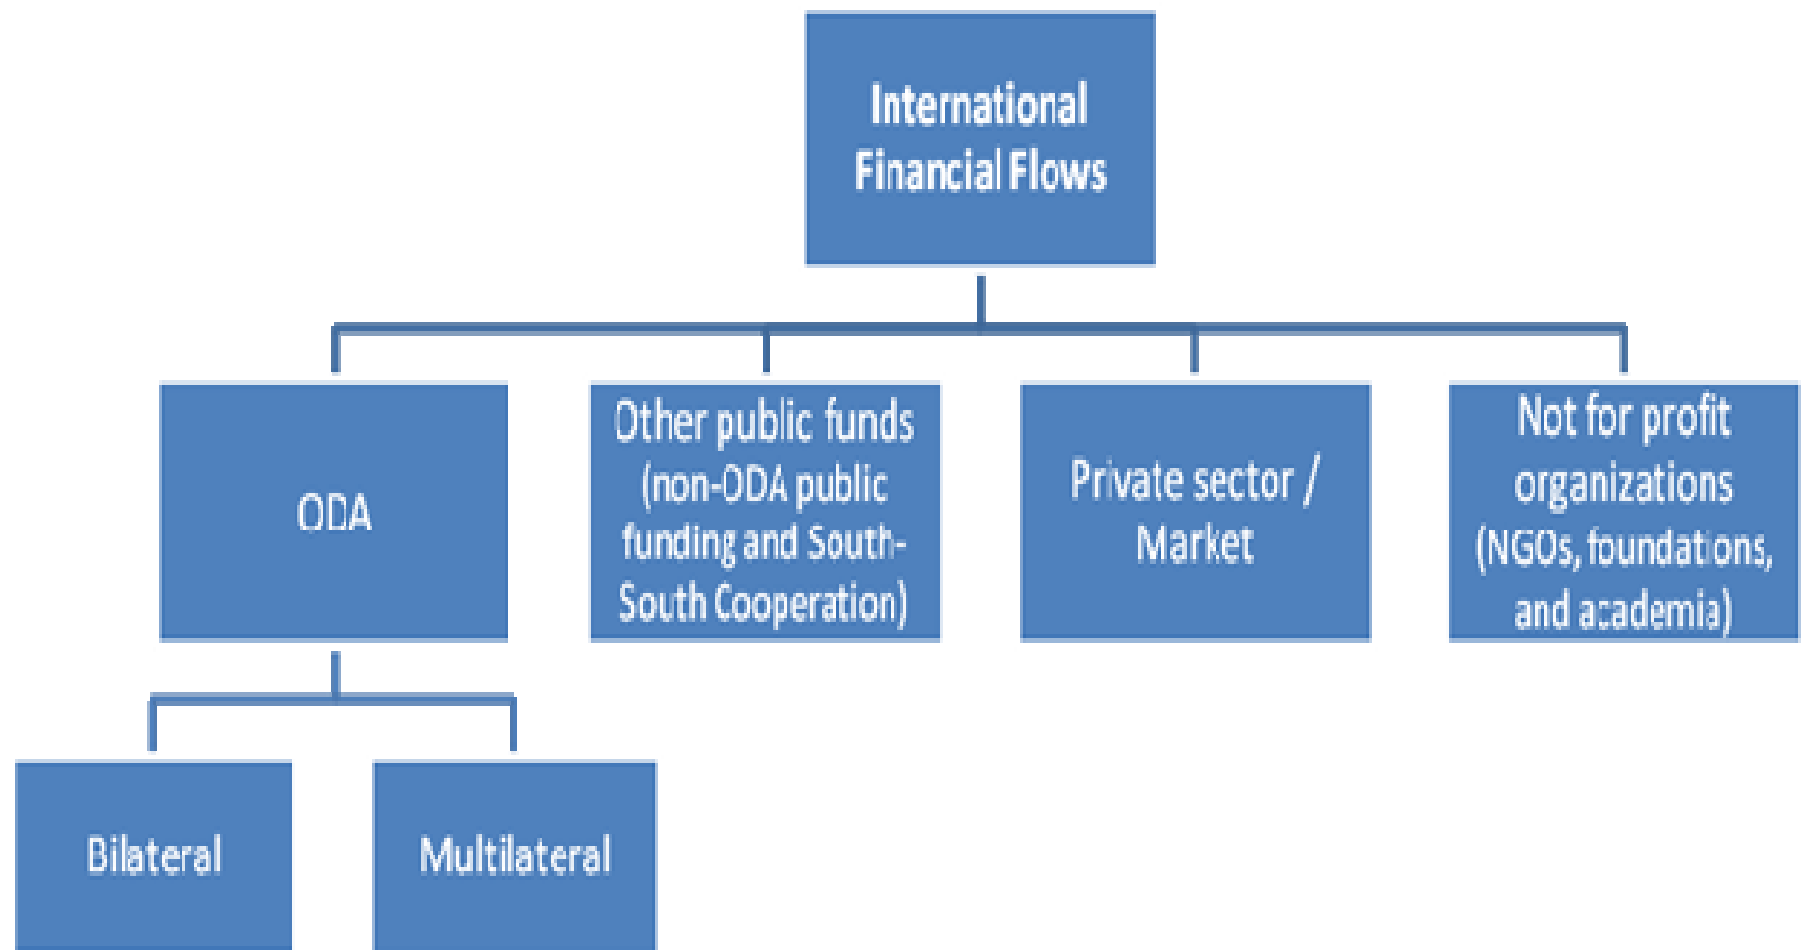 International
Financial Flows
ODA
Other public funds
(non-ODA public
funding and South-
South Cooperation)
Private sector /
Market
Not for profit
organizations
(NGOs, foundations,
and academia)
Bilateral
Multilateral